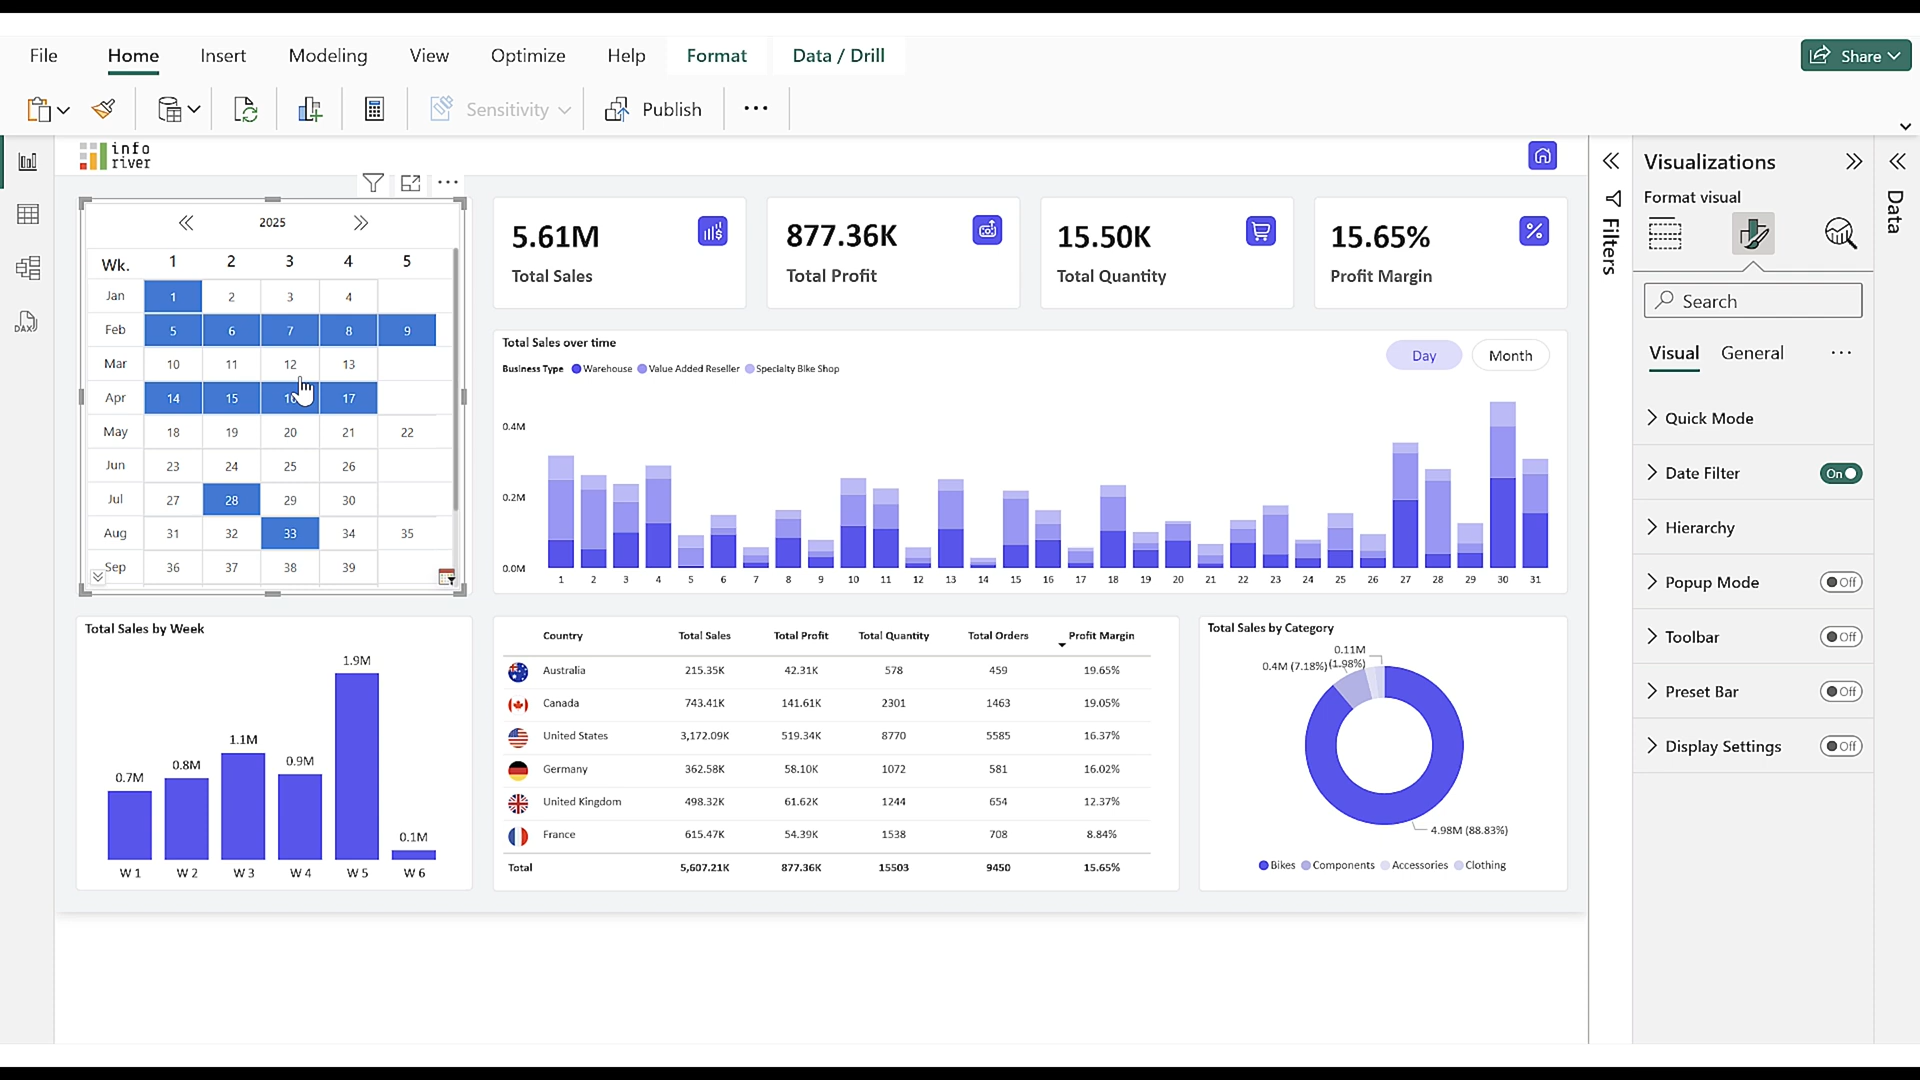 File Home Insert Modeling View Optimize Help Format Data / Drill Share
Sensitivity Publish
info
river
2025
Wk. 1 2 3 4 5
Jan 1 2 3 4
Feb 5 6 7 8 9
Mar 10 11 12 13
Apr 14 15 16 17
May 18 19 20 21 22
Jun 23 24 25 26
Jul 27 28 29 30
Aug 31 32 33 34 35
Sep 36 37 38 39
5.61M
Total Sales
877.36K
Total Profit
15.50K
Total Quantity
15.65%
Profit Margin
Total Sales over time
Day Month
Business Type Warehouse Value Added Reseller Specialty Bike Shop
0.4M
0.2M
0.0M
1 2 3 4 5 6 7 8 9 10 11 12 13 14 15 16 17 18 19 20 21 22 23 24 25 26 27 28 29 30 31
Total Sales by Week
1.9M
1.1M
0.9M
0.8M
0.7M
0.1M
W 1 W 2 W 3 W 4 W 5 W 6
Country Total Sales Total Profit Total Quantity Total Orders Profit Margin
Australia 215.35K 42.31K 578 459 19.65%
Canada 743.41K 141.61K 2301 1463 19.05%
United States 3,172.09K 519.34K 8770 5585 16.37%
Germany 362.58K 58.10K 1072 581 16.02%
United Kingdom 498.32K 61.62K 1244 654 12.37%
France 615.47K 54.39K 1538 708 8.84%
Total 5,607.21K 877.36K 15503 9450 15.65%
Total Sales by Category
0.11M
(1.98%)
0.4M (7.18%)
4.98M (88.83%)
Bikes Components Accessories Clothing
Filters
Visualizations
Format visual
Search
Visual General
Quick Mode
Date Filter On
Hierarchy
Popup Mode Off
Toolbar Off
Preset Bar Off
Display Settings Off
Data
DAX